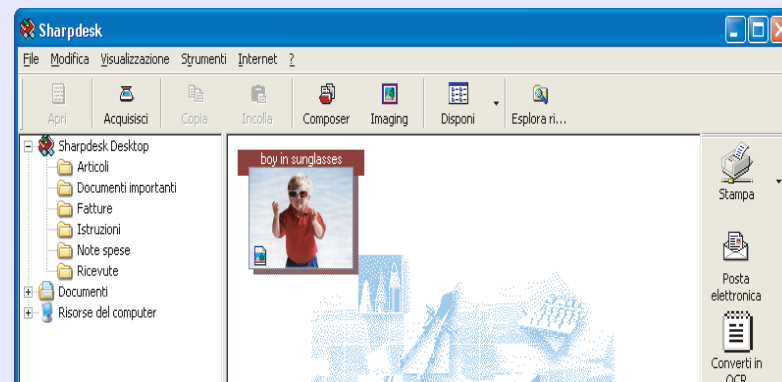 Sharpdesk
File Modifica Visualizzazione Strumenti Internet ?
Apri Acquisisci Copia Incolla Composer Imaging Disponi Esplora ri...
Sharpdesk Desktop
Articoli
Documenti importanti
Fatture
Istruzioni
Note spese
Ricevute
Documenti
Risorse del computer
boy in sunglasses
Stampa
Posta
elettronica
Converti in
OCR